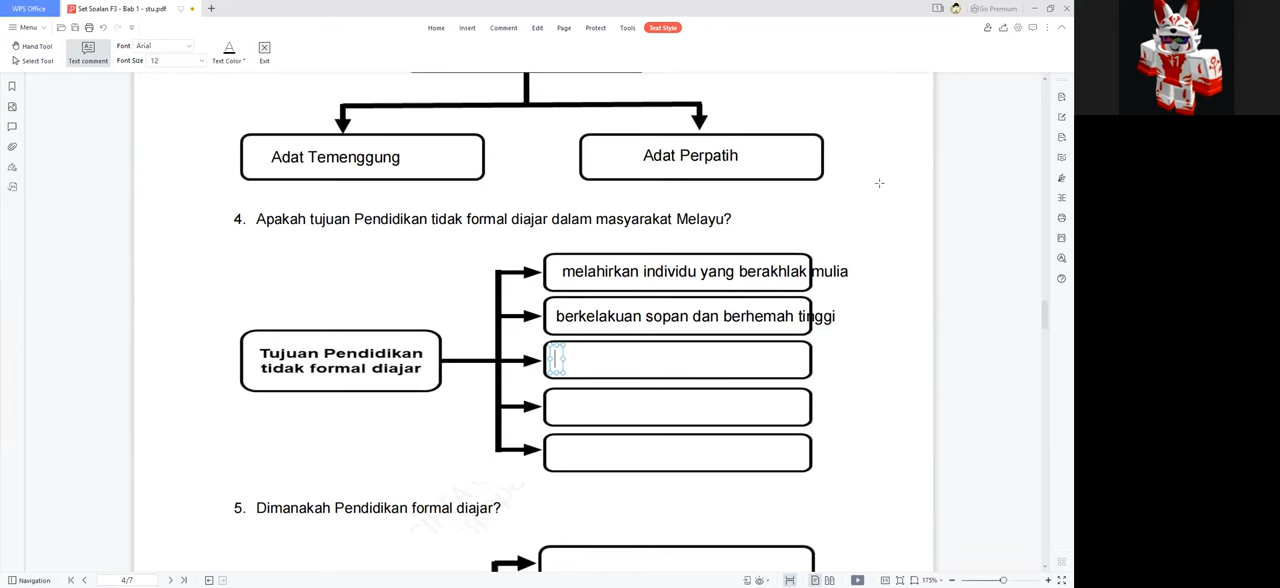 WPS Office
Set Soalan F3 - Bab 1 - stu.pdf
Go Premium
Menu
Home
Insert
Comment
Edit
Page
Protect
Tools
Text Style
Hand Tool
Select Tool
Text comment
Font Arial
Font Size 12
Text Color
Exit
Adat Temenggung
Adat Perpatih
4. Apakah tujuan Pendidikan tidak formal diajar dalam masyarakat Melayu?
melahirkan individu yang berakhlak mulia
berkelakuan sopan dan berhemah tinggi
Tujuan Pendidikan
tidak formal diajar
5. Dimanakah Pendidikan formal diajar?
Navigation
4/7
175%